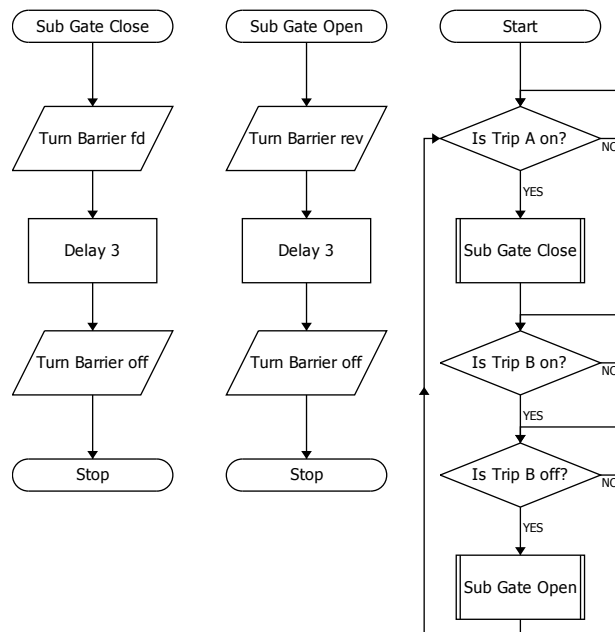 Sub Gate Close
Turn Barrier fd
Delay 3
Turn Barrier off
Stop
Sub Gate Open
Turn Barrier rev
Delay 3
Turn Barrier off
Stop
Start
Is Trip A on?
NO
YES
Sub Gate Close
Is Trip B on?
NO
YES
Is Trip B off?
NO
YES
Sub Gate Open